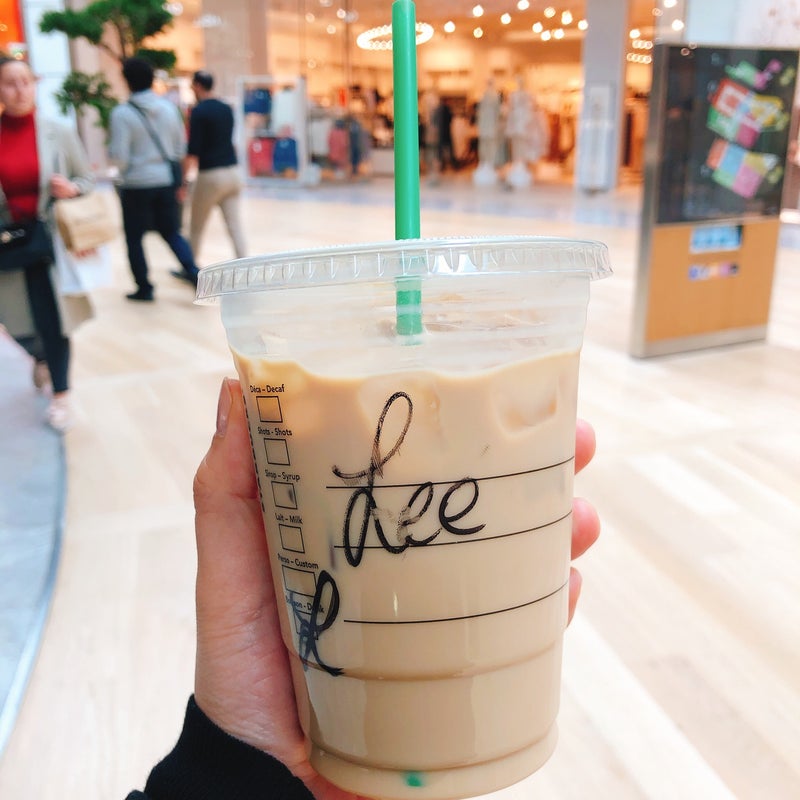 Déca – Decaf
Shots - Shots
Sirop – Syrup
Lait – Milk
Perso – Custom
Lee